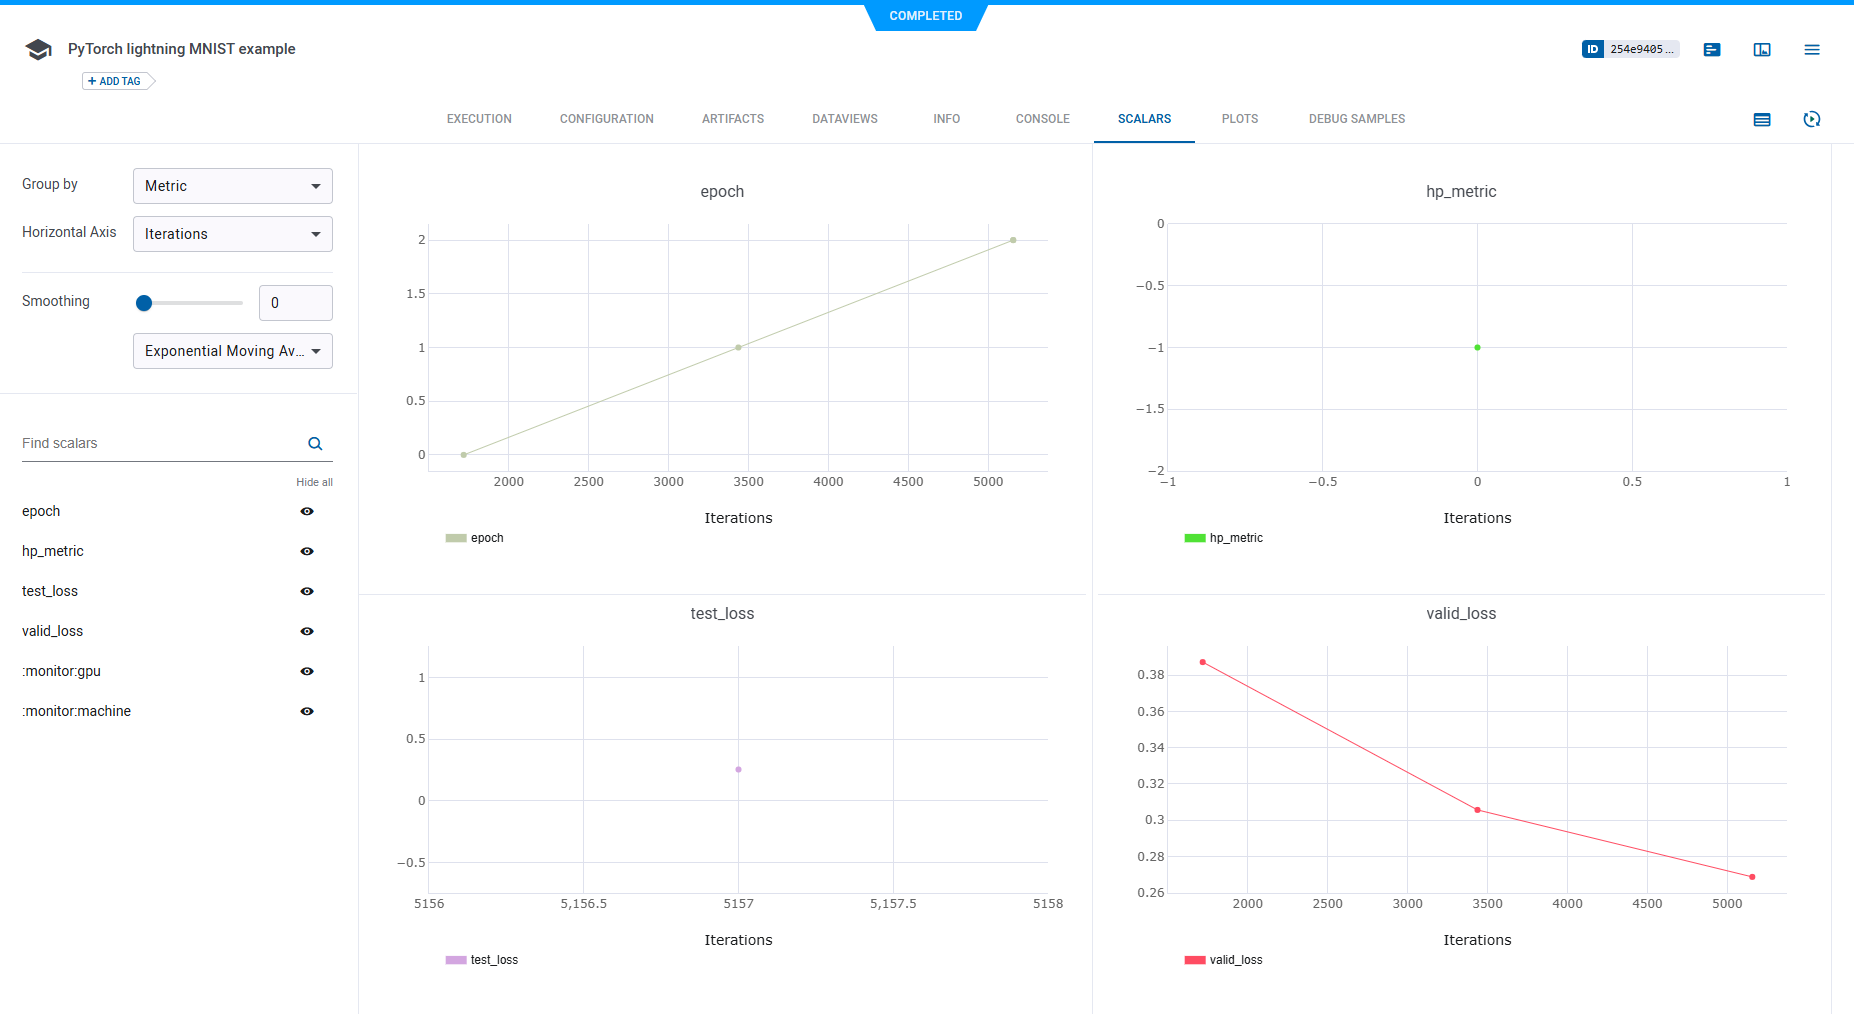 COMPLETED
PyTorch lightning MNIST example
ID 254e9405...
+ ADD TAG
EXECUTION CONFIGURATION ARTIFACTS DATAVIEWS INFO CONSOLE SCALARS PLOTS DEBUG SAMPLES
Group by Metric
Horizontal Axis Iterations
Smoothing 0
Exponential Moving Av...
Find scalars
Hide all
epoch
hp_metric
test_loss
valid_loss
:monitor:gpu
:monitor:machine
epoch
2
1.5
1
0.5
0
2000 2500 3000 3500 4000 4500 5000
Iterations
epoch
hp_metric
0
−0.5
−1
−1.5
−2
−1 −0.5 0 0.5 1
Iterations
hp_metric
test_loss
1
0.5
0
−0.5
5156 5,156.5 5157 5,157.5 5158
Iterations
test_loss
valid_loss
0.38
0.36
0.34
0.32
0.3
0.28
0.26
2000 2500 3000 3500 4000 4500 5000
Iterations
valid_loss